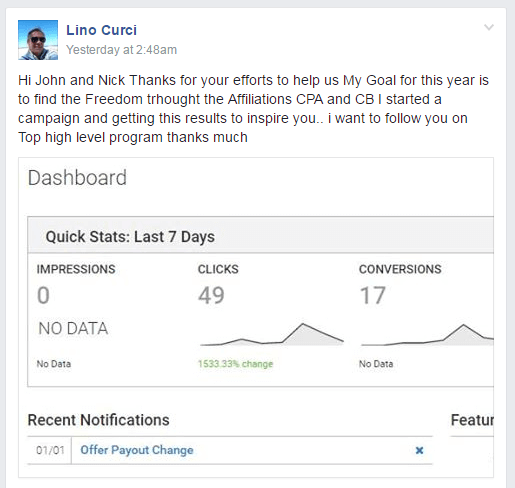 Lino Curci
Yesterday at 2:48am
Hi John and Nick Thanks for your efforts to help us My Goal for this year is
to find the Freedom trhought the Affiliations CPA and CB I started a
campaign and getting this results to inspire you.. i want to follow you on
Top high level program thanks much
Dashboard
Quick Stats: Last 7 Days
IMPRESSIONS CLICKS CONVERSIONS
0 49 17
NO DATA
No Data 1533.33% change No Data
Recent Notifications Featur
01/01 Offer Payout Change ×